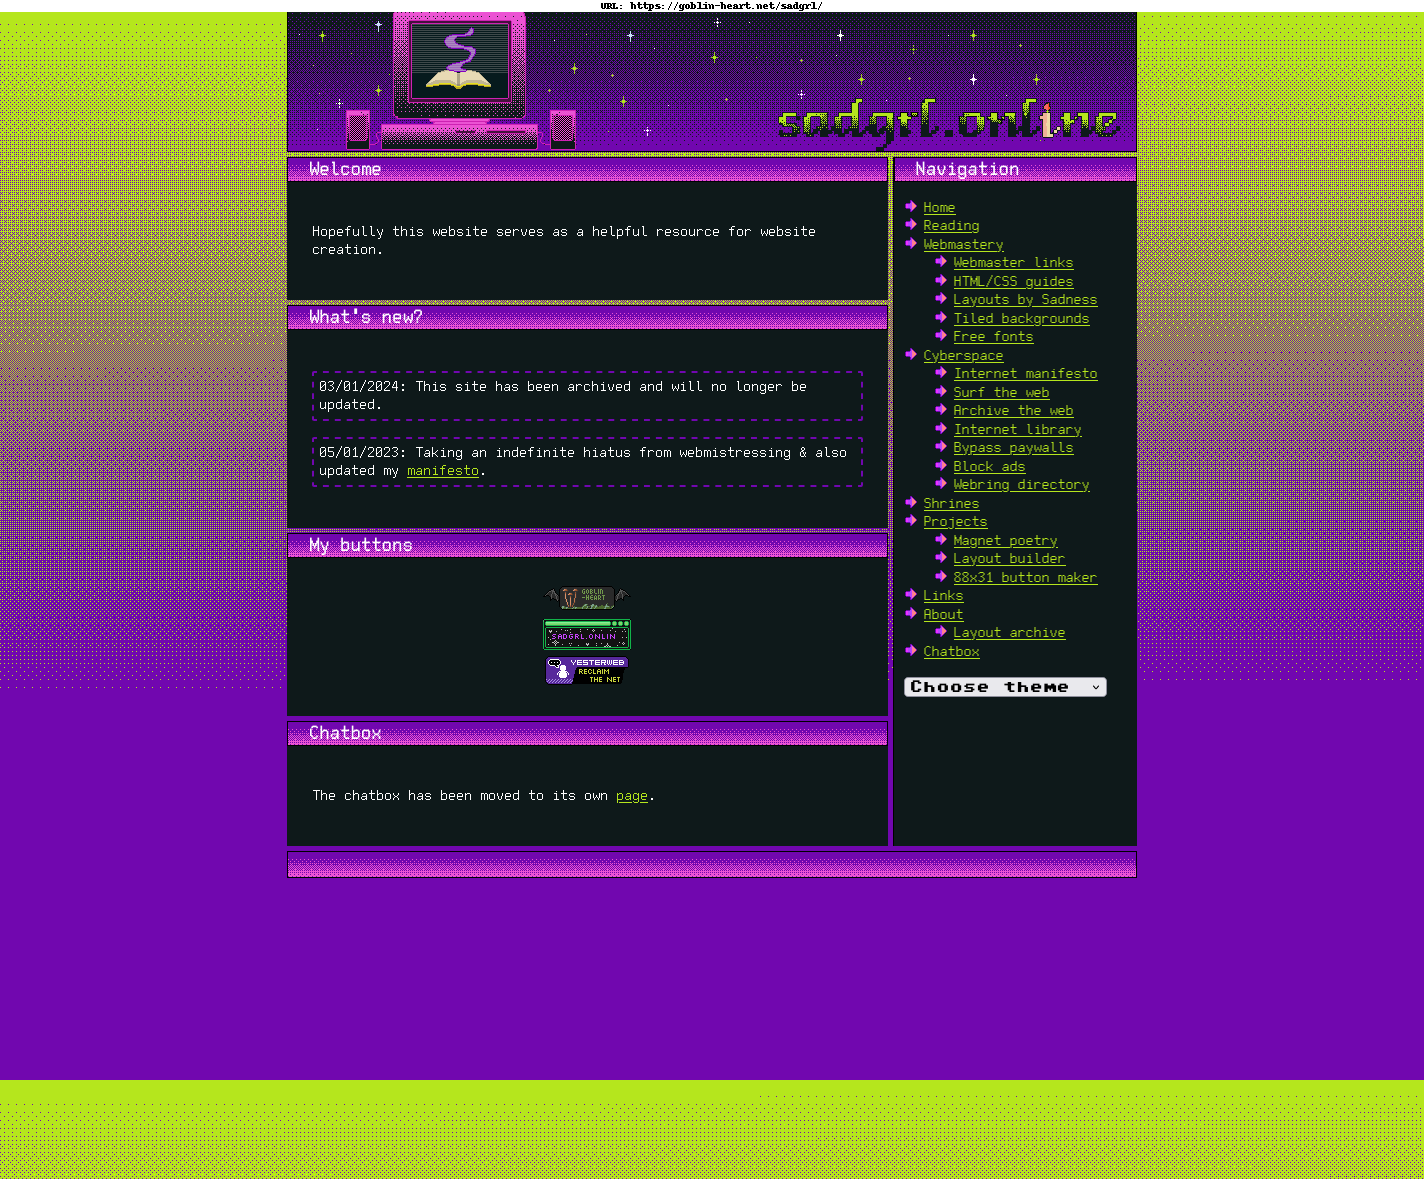 URL: https://goblin-heart.net/sadgrl/
sadgrl.online
Welcome
Hopefully this website serves as a helpful resource for website
creation.
What's new?
03/01/2024: This site has been archived and will no longer be
updated.
05/01/2023: Taking an indefinite hiatus from webmistressing & also
updated my manifesto.
My buttons
GOBLIN
-HEART
SADGRL.ONLIN
YESTERWEB
RECLAIM
THE NET
Chatbox
The chatbox has been moved to its own page.
Navigation
Home
Reading
Webmastery
Webmaster links
HTML/CSS guides
Layouts by Sadness
Tiled backgrounds
Free fonts
Cyberspace
Internet manifesto
Surf the web
Archive the web
Internet library
Bypass paywalls
Block ads
Webring directory
Shrines
Projects
Magnet poetry
Layout builder
88x31 button maker
Links
About
Layout archive
Chatbox
Choose theme